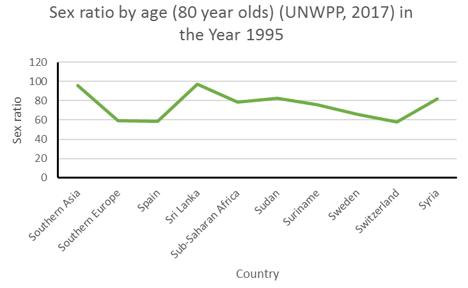 Sex ratio by age (80 year olds) (UNWPP, 2017) in
the Year 1995
120
100
80
60
40
20
0
Sex ratio
Southern Asia
Southern Europe
Spain
Sri Lanka
Sub-Saharan Africa
Sudan
Suriname
Sweden
Switzerland
Syria
Country